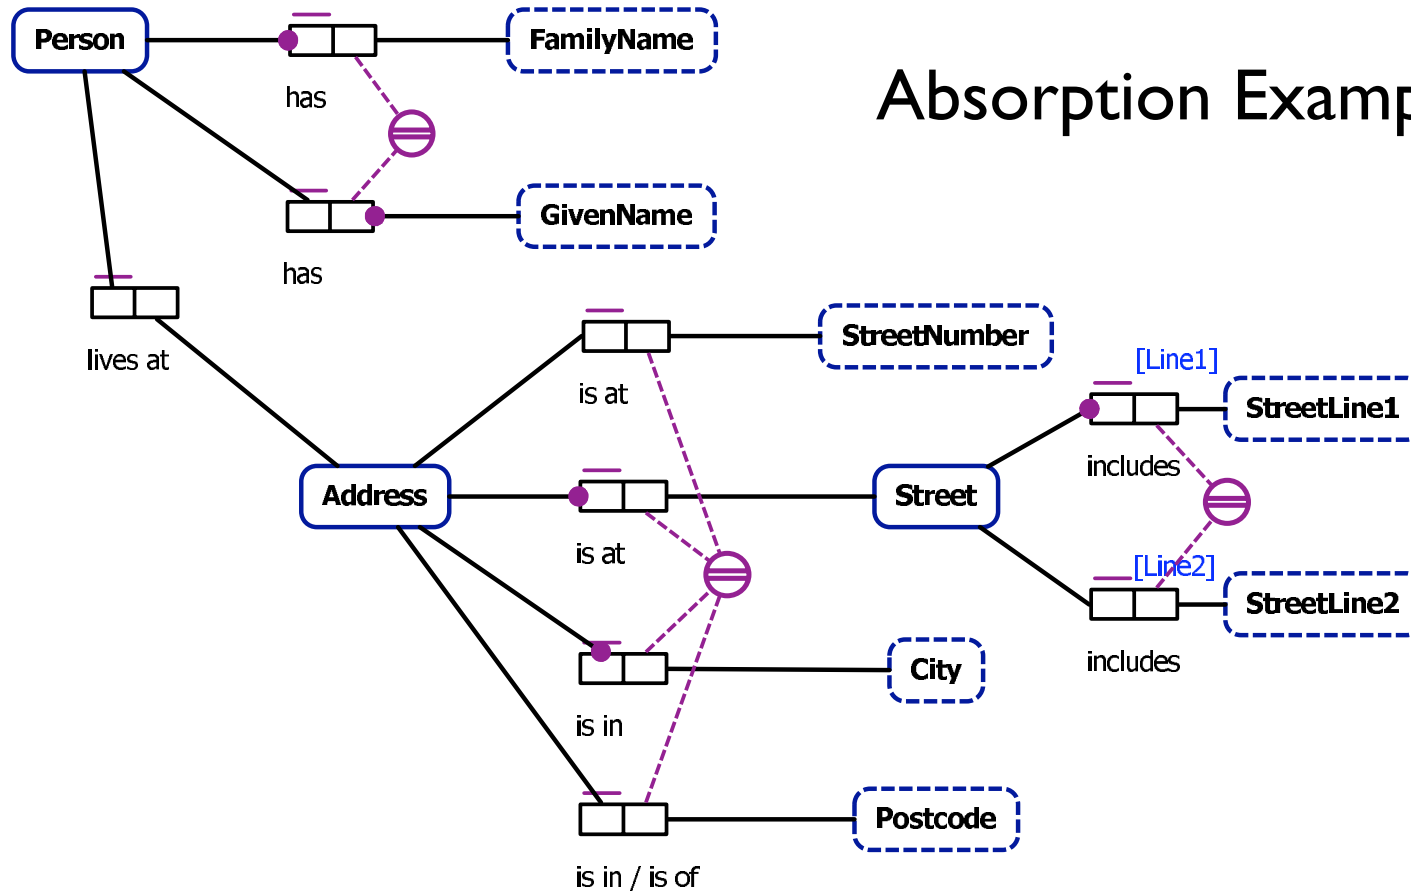 Person
FamilyName
has
Absorption Examp
GivenName
has
lives at
StreetNumber
is at
[Line1]
StreetLine1
includes
Address
Street
is at
[Line2]
StreetLine2
includes
City
is in
Postcode
is in / is of